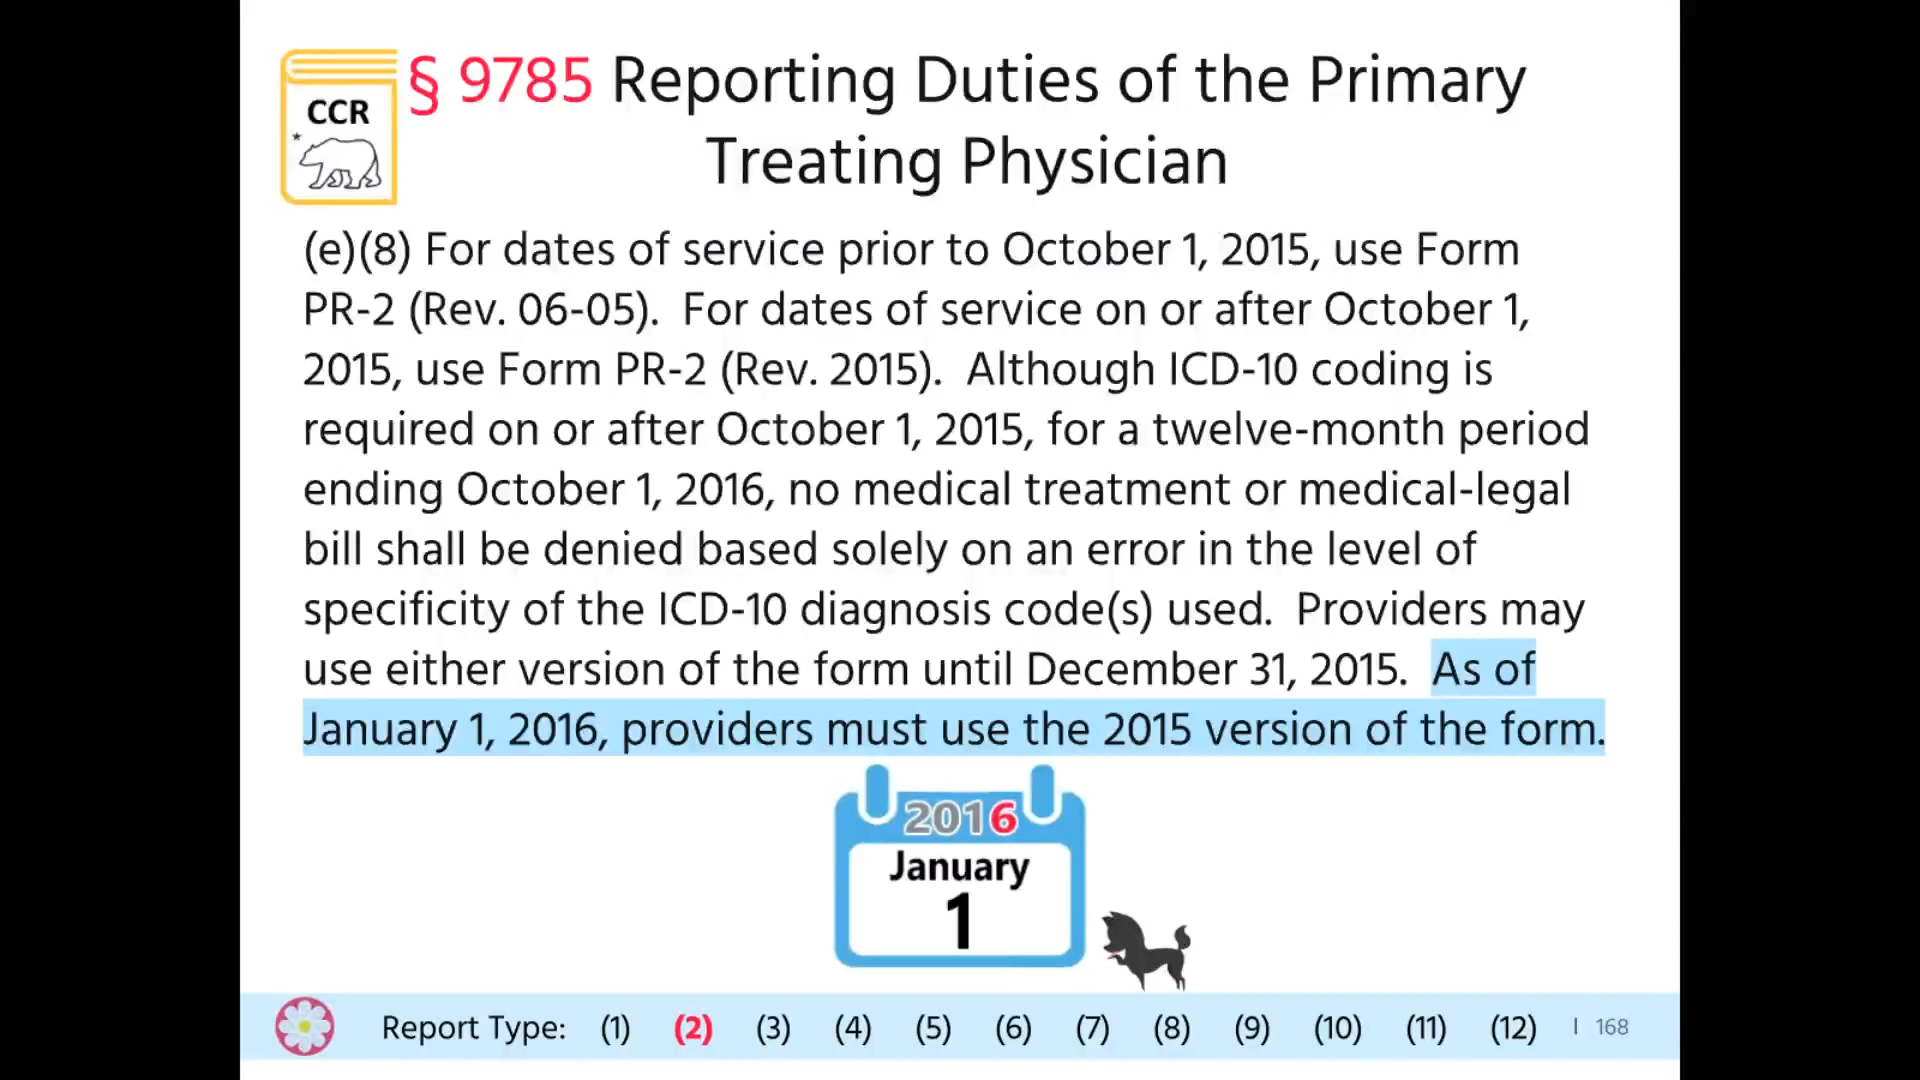 CCR
§ 9785 Reporting Duties of the Primary
Treating Physician
(e)(8) For dates of service prior to October 1, 2015, use Form
PR-2 (Rev. 06-05).  For dates of service on or after October 1,
2015, use Form PR-2 (Rev. 2015).  Although ICD-10 coding is
required on or after October 1, 2015, for a twelve-month period
ending October 1, 2016, no medical treatment or medical-legal
bill shall be denied based solely on an error in the level of
specificity of the ICD-10 diagnosis code(s) used.  Providers may
use either version of the form until December 31, 2015.  As of
January 1, 2016, providers must use the 2015 version of the form.
2016
January
1
Report Type: (1) (2) (3) (4) (5) (6) (7) (8) (9) (10) (11) (12) | 168